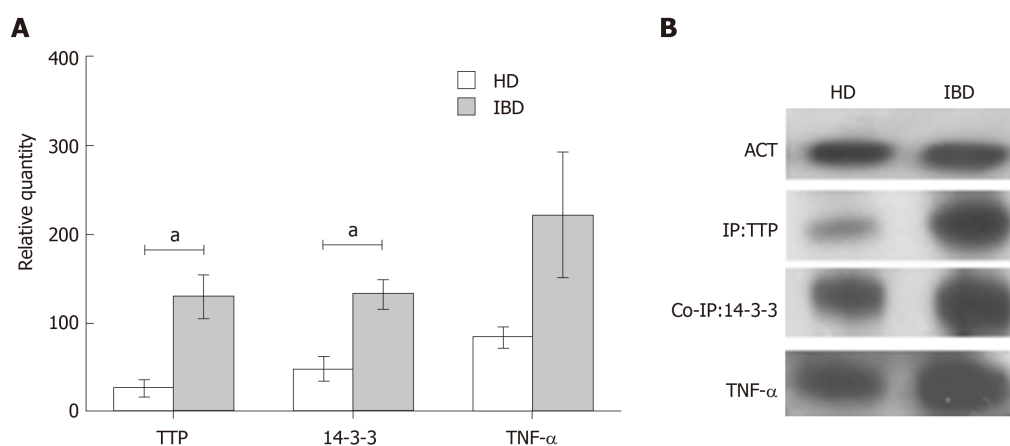 A
Relative quantity
400
300
200
100
0
HD
IBD
a
a
TTP
14-3-3
TNF-α
B
HD
IBD
ACT
IP:TTP
Co-IP:14-3-3
TNF-α